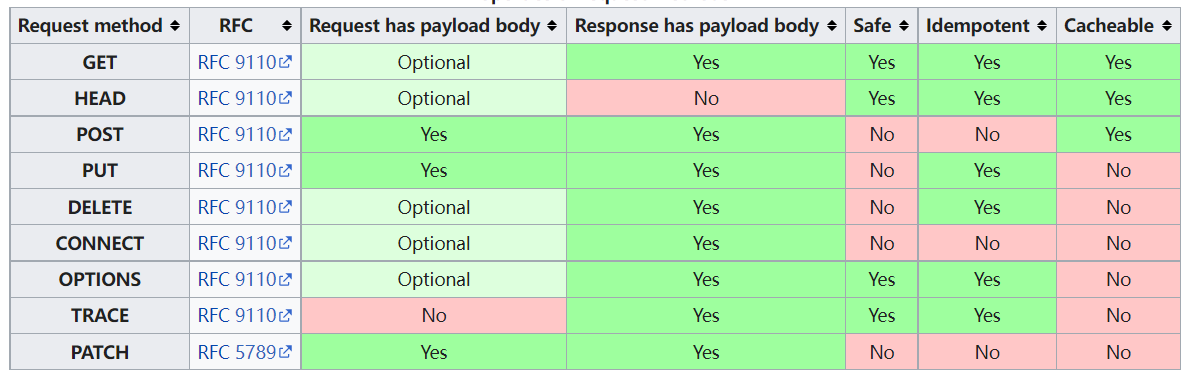 Request method RFC Request has payload body Response has payload body Safe Idempotent Cacheable
GET RFC 9110 Optional Yes Yes Yes Yes
HEAD RFC 9110 Optional No Yes Yes Yes
POST RFC 9110 Yes Yes No No Yes
PUT RFC 9110 Yes Yes No Yes No
DELETE RFC 9110 Optional Yes No Yes No
CONNECT RFC 9110 Optional Yes No No No
OPTIONS RFC 9110 Optional Yes Yes Yes No
TRACE RFC 9110 No Yes Yes Yes No
PATCH RFC 5789 Yes Yes No No No